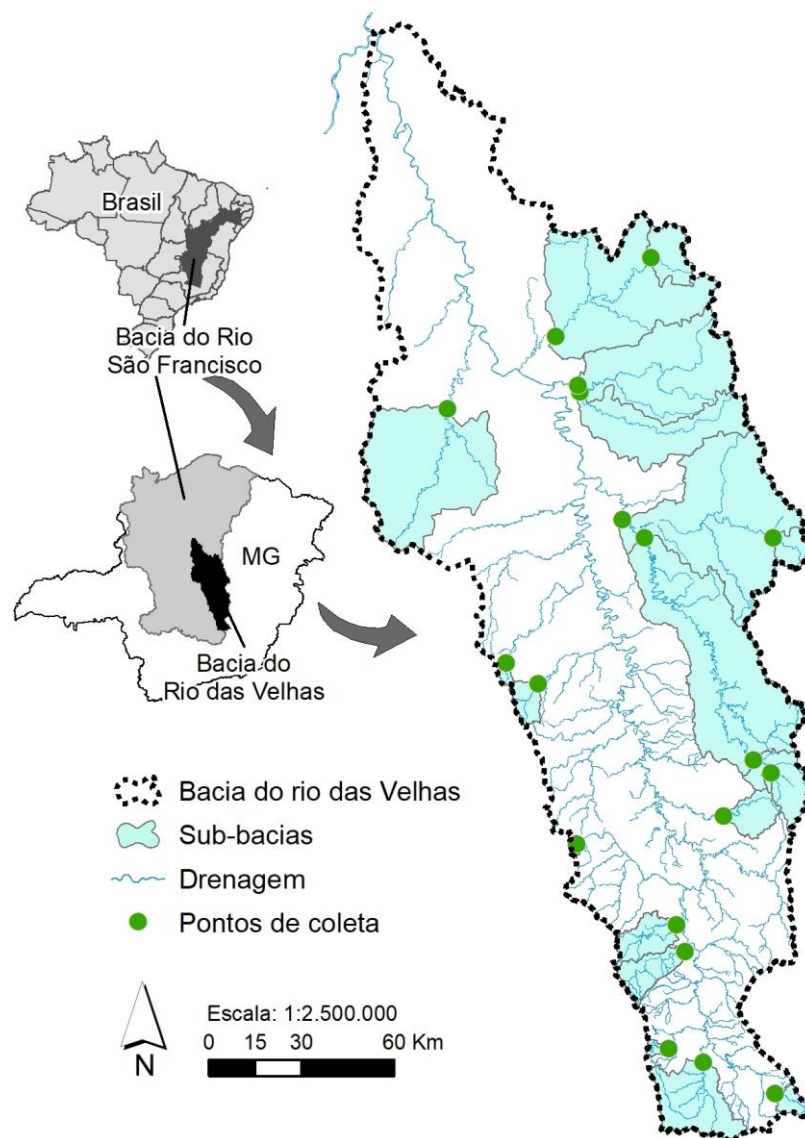 Brasil
Bacia do Rio
São Francisco
MG
Bacia do
Rio das Velhas
Bacia do rio das Velhas
Sub-bacias
Drenagem
Pontos de coleta
N
Escala: 1:2.500.000
0 15 30 60 Km